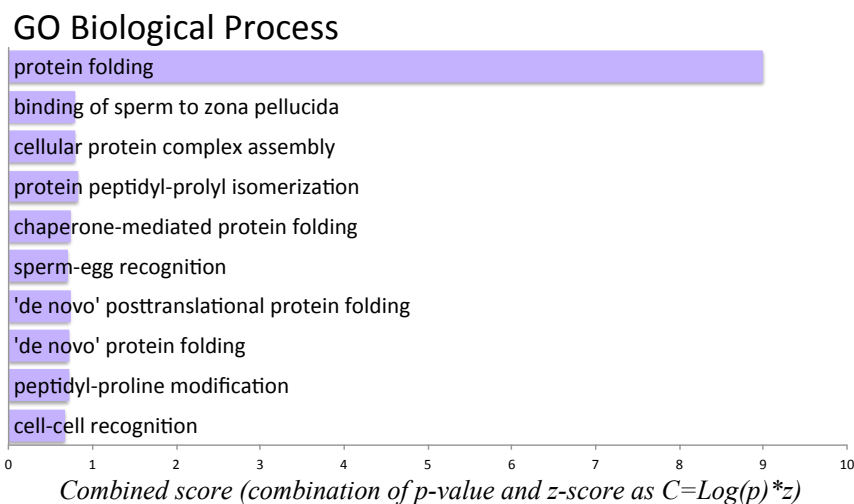 GO Biological Process
protein folding
binding of sperm to zona pellucida
cellular protein complex assembly
protein peptidyl-prolyl isomerization
chaperone-mediated protein folding
sperm-egg recognition
'de novo' posttranslational protein folding
'de novo' protein folding
peptidyl-proline modification
cell-cell recognition
0 1 2 3 4 5 6 7 8 9 10
Combined score (combination of p-value and z-score as C=Log(p)*z)